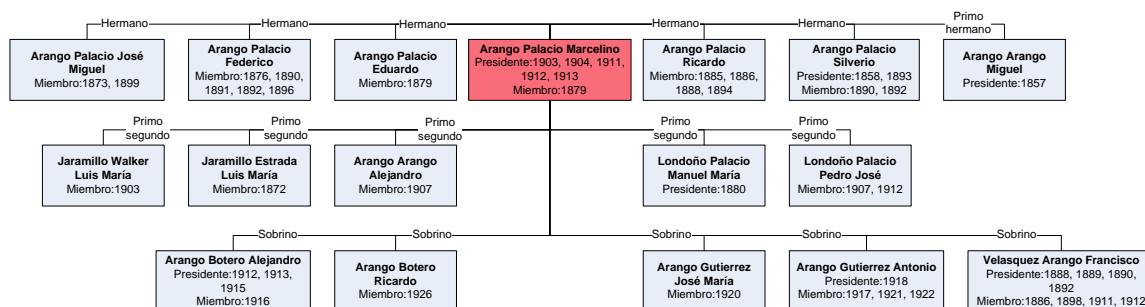 Hermano
Hermano
Hermano
Hermano
Hermano
Primo
hermano
Arango Palacio José
Miguel
Miembro:1873, 1899
Arango Palacio
Federico
Miembro:1876, 1890,
1891, 1892, 1896
Arango Palacio
Eduardo
Miembro:1879
Arango Palacio Marcelino
Presidente:1903, 1904, 1911,
1912, 1913
Miembro:1879
Arango Palacio
Ricardo
Miembro:1885, 1886,
1888, 1894
Arango Palacio
Silverio
Presidente:1858, 1893
Miembro:1890, 1892
Arango Arango
Miguel
Presidente:1857
Primo
segundo
Primo
segundo
Primo
segundo
Primo
segundo
Primo
segundo
Jaramillo Walker
Luis María
Miembro:1903
Jaramillo Estrada
Luis María
Miembro:1872
Arango Arango
Alejandro
Miembro:1907
Londoño Palacio
Manuel María
Presidente:1880
Londoño Palacio
Pedro José
Miembro:1907, 1912
Sobrino
Sobrino
Sobrino
Sobrino
Sobrino
Arango Botero Alejandro
Presidente:1912, 1913,
1915
Miembro:1916
Arango Botero
Ricardo
Miembro:1926
Arango Gutierrez
José María
Miembro:1920
Arango Gutierrez Antonio
Presidente:1918
Miembro:1917, 1921, 1922
Velasquez Arango Francisco
Presidente:1888, 1889, 1890,
1892
Miembro:1886, 1898, 1911, 1912